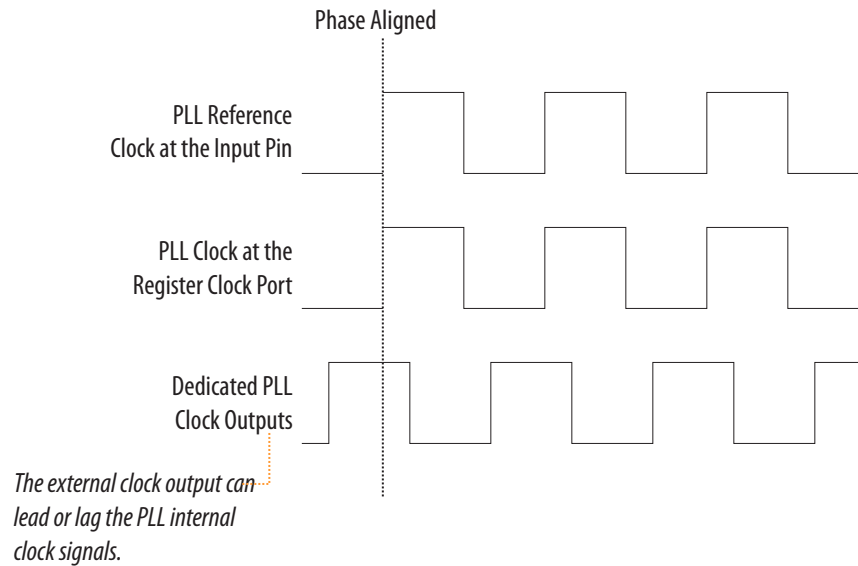 Phase Aligned
PLL Reference
Clock at the Input Pin
PLL Clock at the
Register Clock Port
Dedicated PLL
Clock Outputs
The external clock output can
lead or lag the PLL internal
clock signals.